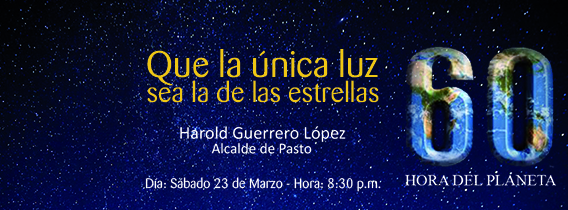 Que la única luz
sea la de las estrellas
Harold Guerrero López
Alcalde de Pasto
Día: Sábado 23 de Marzo - Hora: 8:30 p.m.
60
HORA DEL PLÁNETA